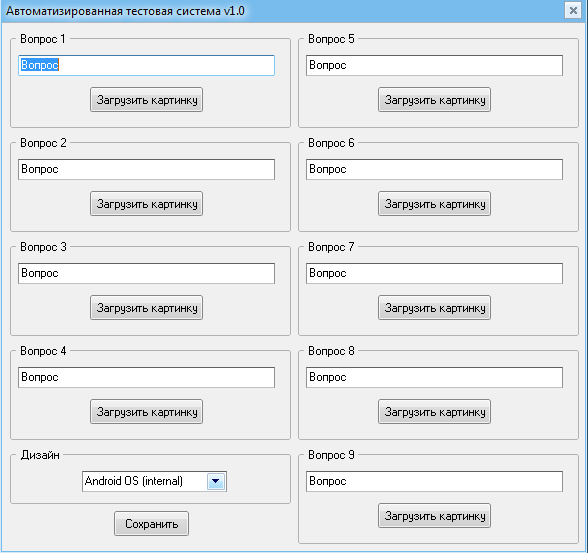 Автоматизированная тестовая система v1.0
Вопрос 1
Вопрос
Загрузить картинку
Вопрос 2
Вопрос
Загрузить картинку
Вопрос 3
Вопрос
Загрузить картинку
Вопрос 4
Вопрос
Загрузить картинку
Дизайн
Android OS (internal)
Сохранить
Вопрос 5
Вопрос
Загрузить картинку
Вопрос 6
Вопрос
Загрузить картинку
Вопрос 7
Вопрос
Загрузить картинку
Вопрос 8
Вопрос
Загрузить картинку
Вопрос 9
Вопрос
Загрузить картинку